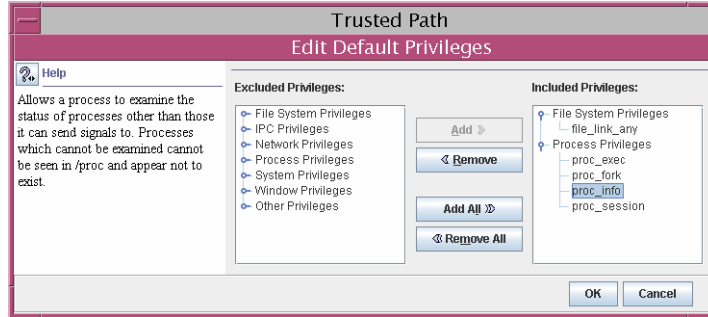 Trusted Path
Edit Default Privileges
Help
Allows a process to examine the
status of processes other than those
it can send signals to. Processes
which cannot be examined cannot
be seen in /proc and appear not to
exist.
Excluded Privileges:
File System Privileges
IPC Privileges
Network Privileges
Process Privileges
System Privileges
Window Privileges
Other Privileges
Add
Remove
Add All
Remove All
Included Privileges:
File System Privileges
file_link_any
Process Privileges
proc_exec
proc_fork
proc_info
proc_session
OK
Cancel